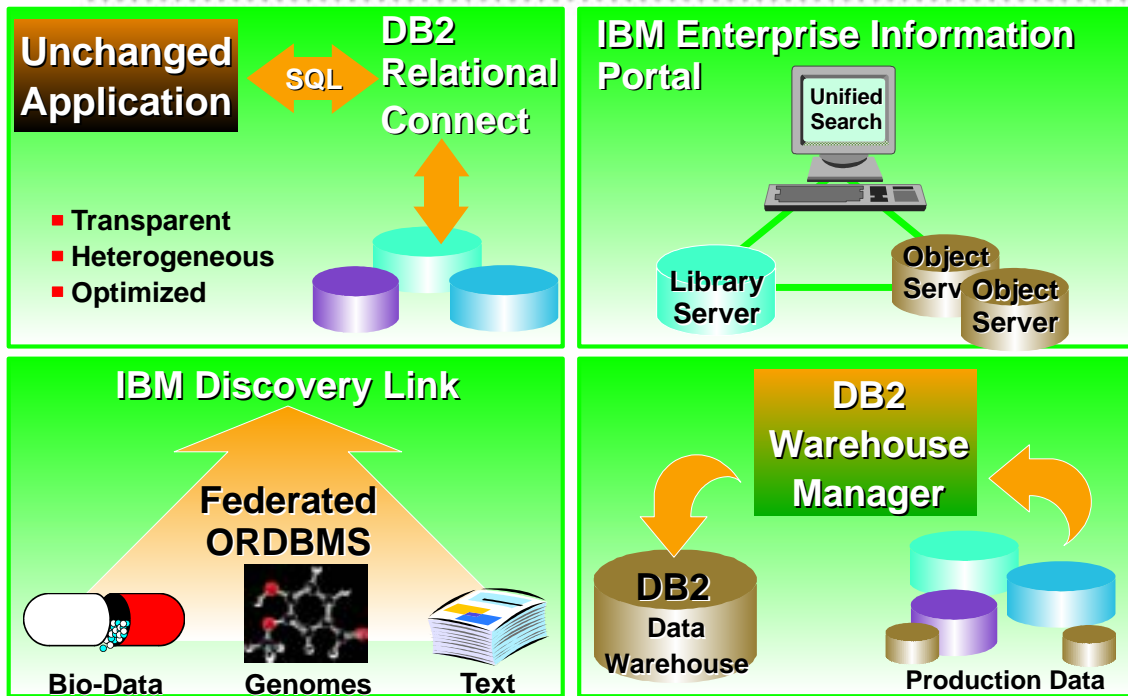 Unchanged
Application
SQL
DB2
Relational
Connect
Transparent
Heterogeneous
Optimized
IBM Enterprise Information
Portal
Unified
Search
Library
Server
Object
Server
Object
Server
IBM Discovery Link
Federated
ORDBMS
Bio-Data
Genomes
Text
DB2
Warehouse
Manager
DB2
Data
Warehouse
Production Data